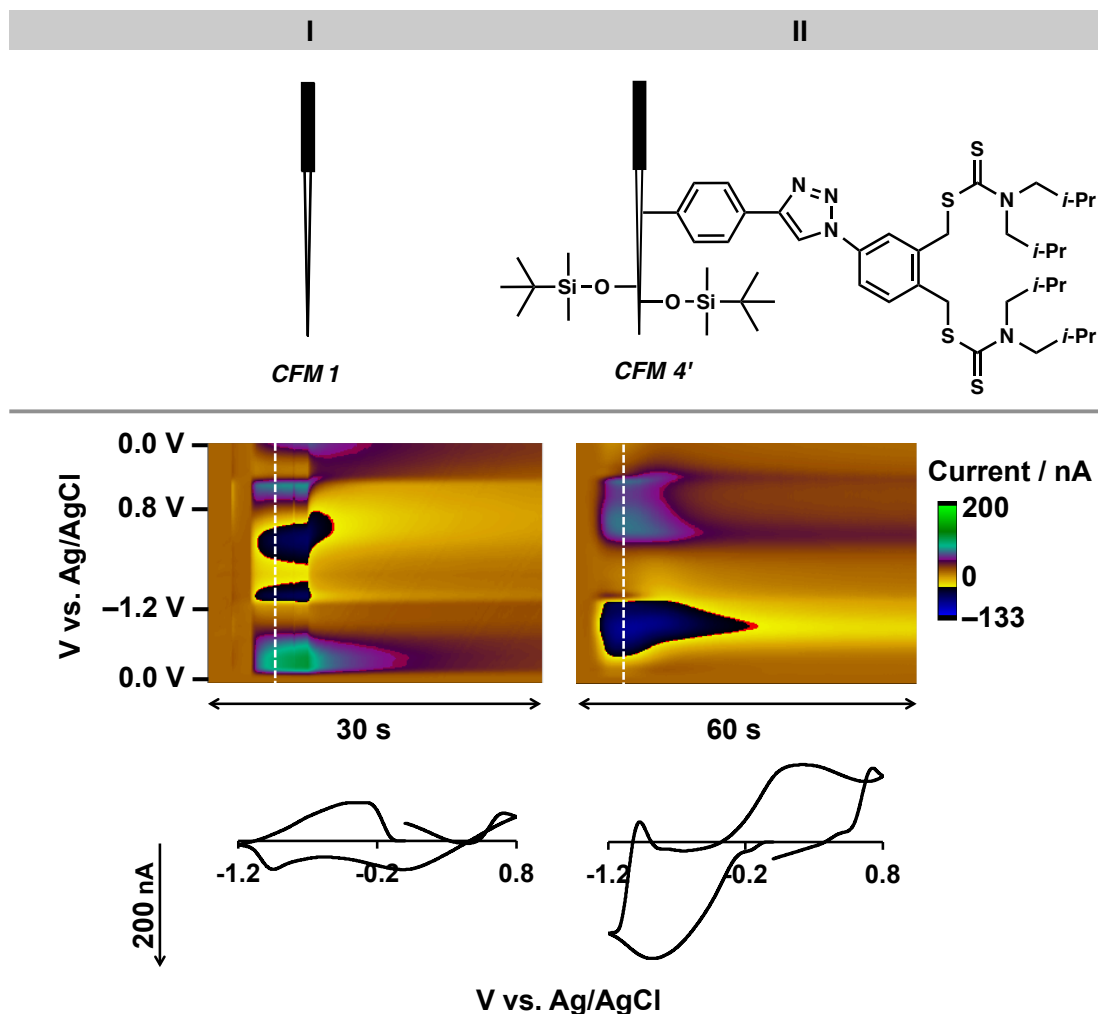 I II
S
N N
N
S
N
i-Pr
i-Pr
Si O
O Si
i-Pr
S
N
i-Pr
S
CFM 1
CFM 4'
0.0 V
0.8 V
–1.2 V
0.0 V
V vs. Ag/AgCl
Current / nA
200
0
–133
30 s
60 s
-1.2 -0.2 0.8
-1.2 -0.2 0.8
200 nA
V vs. Ag/AgCl